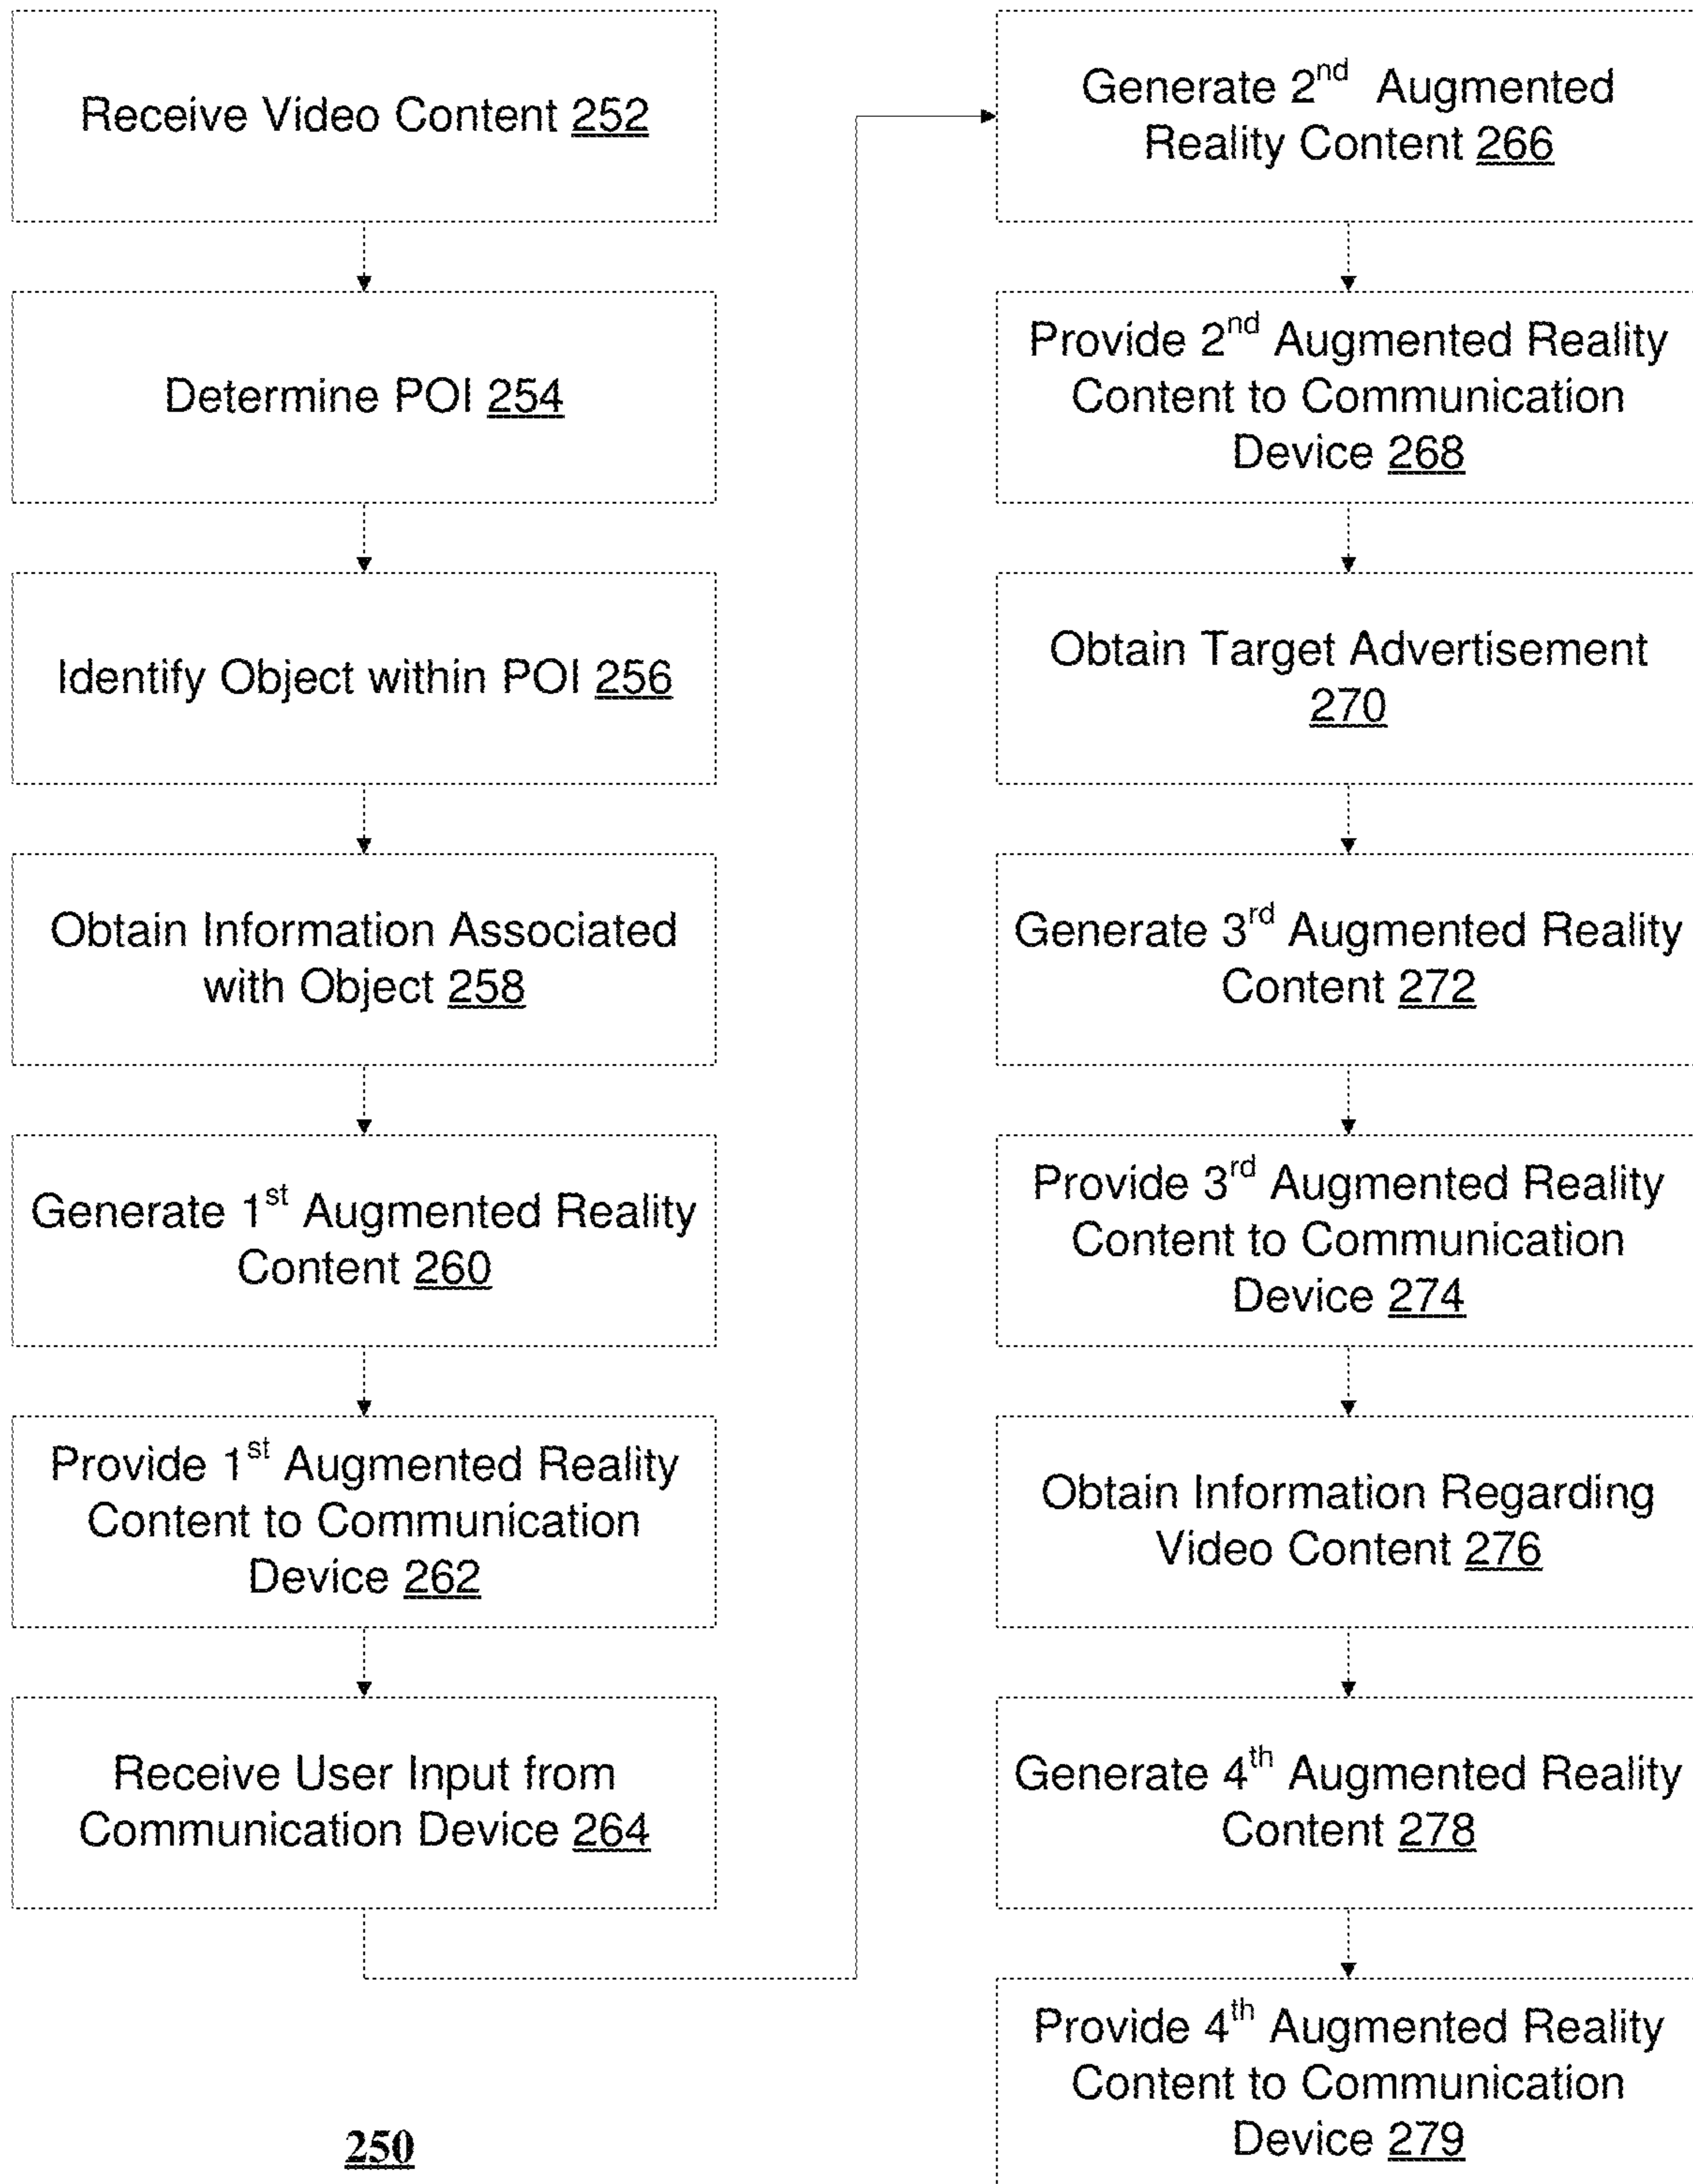 Receive Video Content 252
Determine POI 254
Identify Object within POI 256
Obtain Information Associated
with Object 258
Generate 1st Augmented Reality
Content 260
Provide 1st Augmented Reality
Content to Communication
Device 262
Receive User Input from
Communication Device 264
250
Generate 2nd Augmented
Reality Content 266
Provide 2nd Augmented Reality
Content to Communication
Device 268
Obtain Target Advertisement
270
Generate 3rd Augmented Reality
Content 272
Provide 3rd Augmented Reality
Content to Communication
Device 274
Obtain Information Regarding
Video Content 276
Generate 4th Augmented Reality
Content 278
Provide 4th Augmented Reality
Content to Communication
Device 279